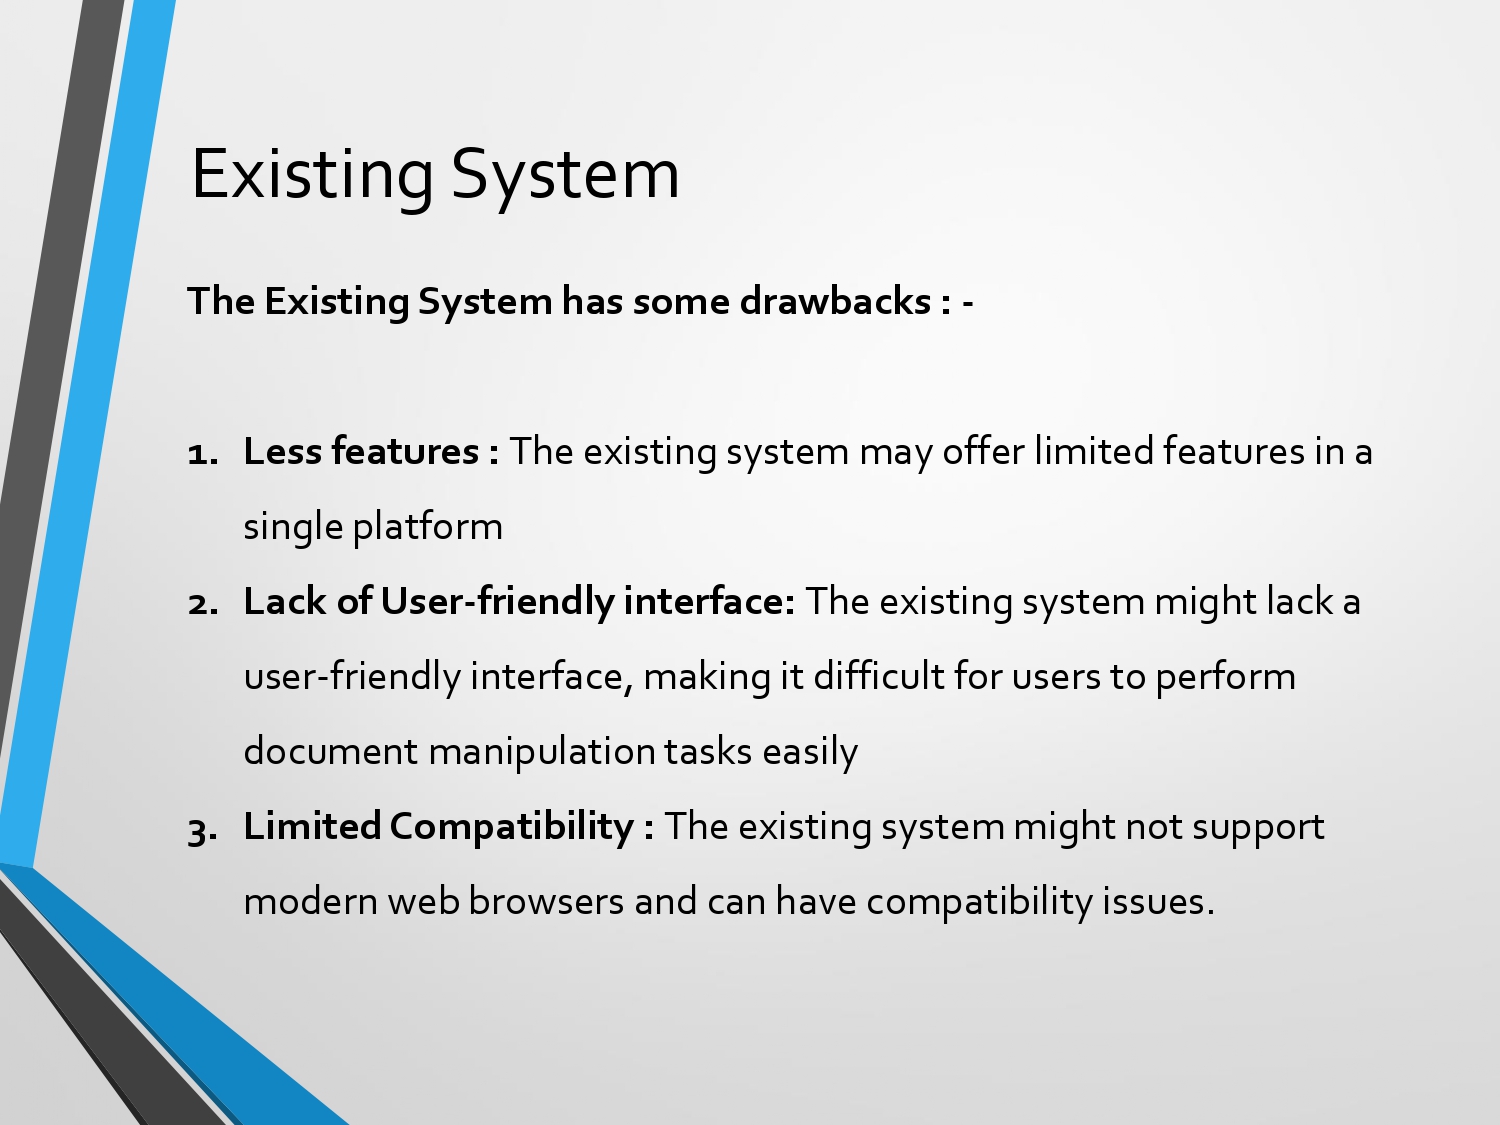 Existing System
The Existing System has some drawbacks : -
1. Less features : The existing system may offer limited features in a
single platform
2. Lack of User-friendly interface: The existing system might lack a
user-friendly interface, making it difficult for users to perform
document manipulation tasks easily
3. Limited Compatibility : The existing system might not support
modern web browsers and can have compatibility issues.